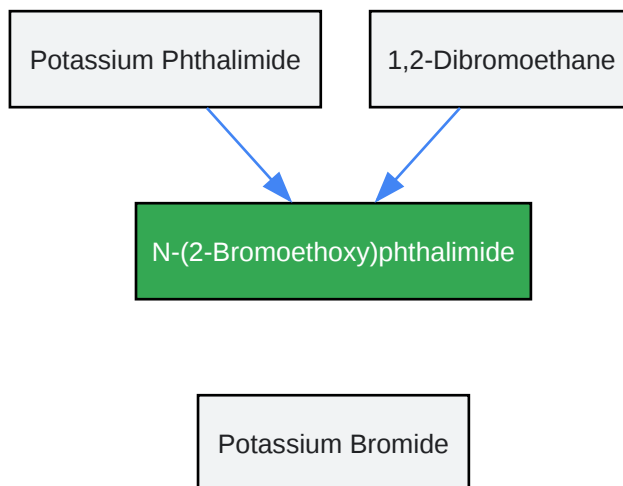 Potassium Phthalimide
1,2-Dibromoethane
N-(2-Bromoethoxy)phthalimide
Potassium Bromide